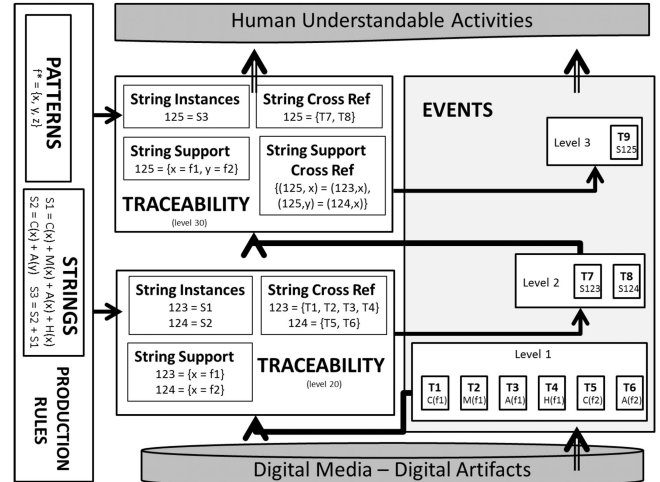 Human Understandable Activities
PATTERNS
f* = {x, y, z}
String Instances
125 = S3
String Cross Ref
125 = {T7, T8}
String Support
125 = {x = f1, y = f2}
String Support
Cross Ref
{(125, x) = (123,x),
(125,y) = (124,x)}
TRACEABILITY
(level 30)
EVENTS
Level 3
T9
S125
STRINGS
S1 = C(x) + M(x) + A(x) + H(x)
S2 = C(x) + A(y) S3 = S2 + S1
PRODUCTION
RULES
String Instances
123 = S1
124 = S2
String Cross Ref
123 = {T1, T2, T3, T4}
124 = {T5, T6}
String Support
123 = {x = f1}
124 = {x = f2}
TRACEABILITY
(level 20)
Level 2
T7
S123
T8
S124
Level 1
T1
C(f1)
T2
M(f1)
T3
A(f1)
T4
H(f1)
T5
C(f2)
T6
A(f2)
Digital Media – Digital Artifacts